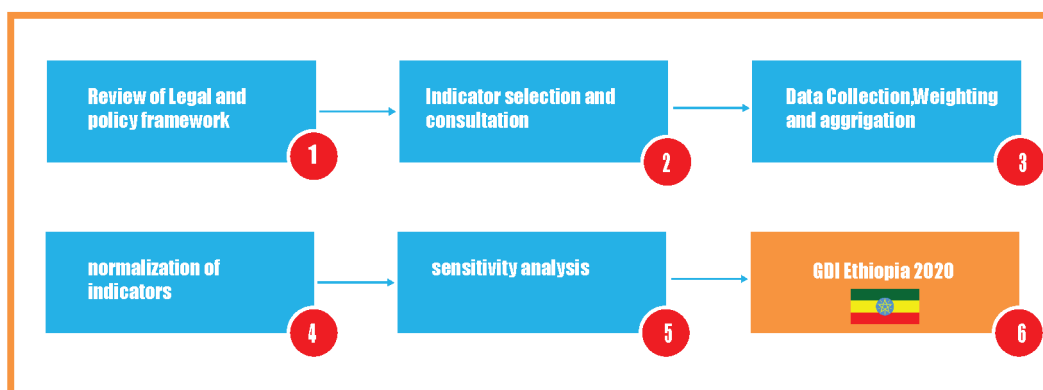 Review of Legal and
policy framework
1
Indicator selection and
consultation
2
Data Collection,Weighting
and aggrigation
3
normalization of
indicators
4
sensitivity analysis
5
GDI Ethiopia 2020
6